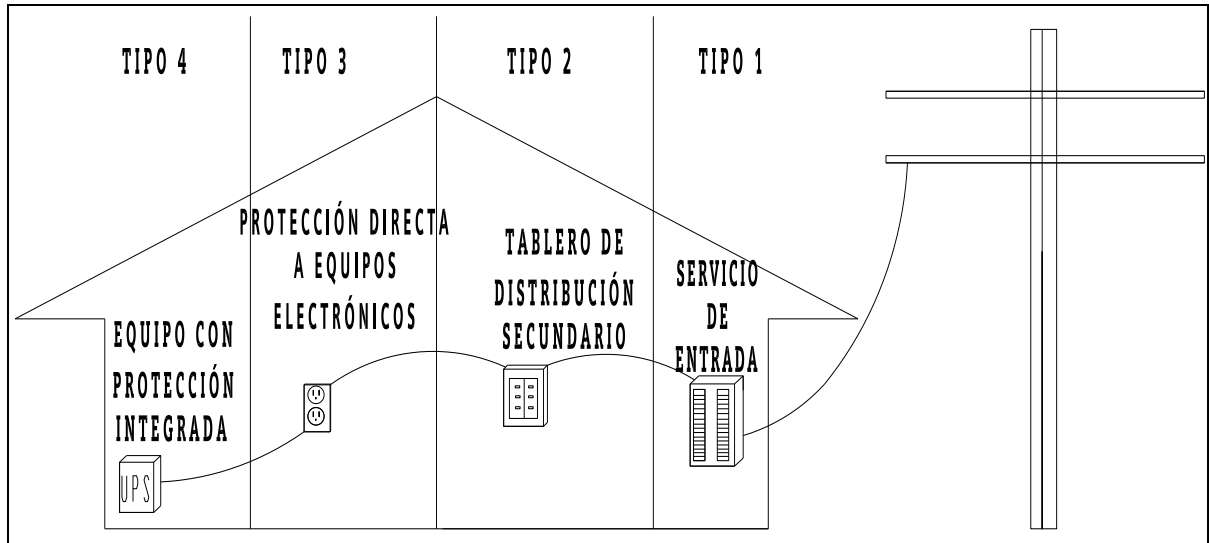 TIPO 4
TIPO 3
TIPO 2
TIPO 1
PROTECCIÓN DIRECTA
A EQUIPOS
ELECTRÓNICOS
TABLERO DE
DISTRIBUCIÓN
SECUNDARIO
SERVICIO
DE
ENTRADA
EQUIPO CON
PROTECCIÓN
INTEGRADA
UPS